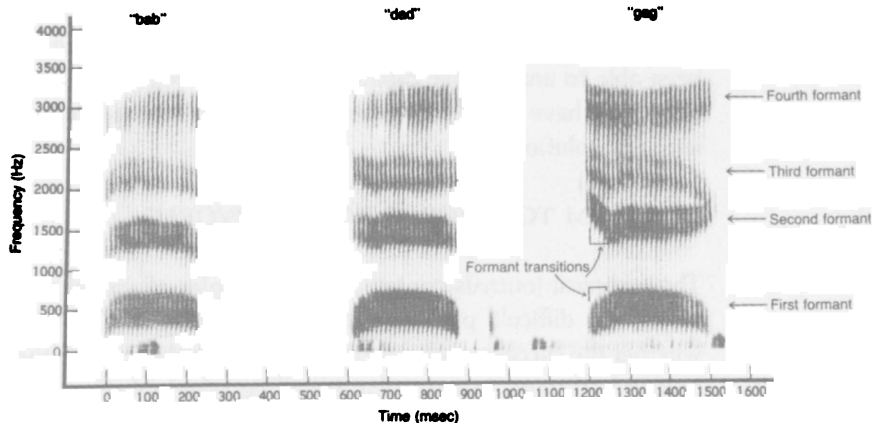 "bab" "dad" "gag"
4000
3500
3000
2500
2000
1500
1000
500
0
Frequency (Hz)
Fourth formant
Third formant
Second formant
Formant transitions
First formant
0 100 200 300 400 500 600 700 800 900 1000 1100 1200 1300 1400 1500 1600
Time (msec)